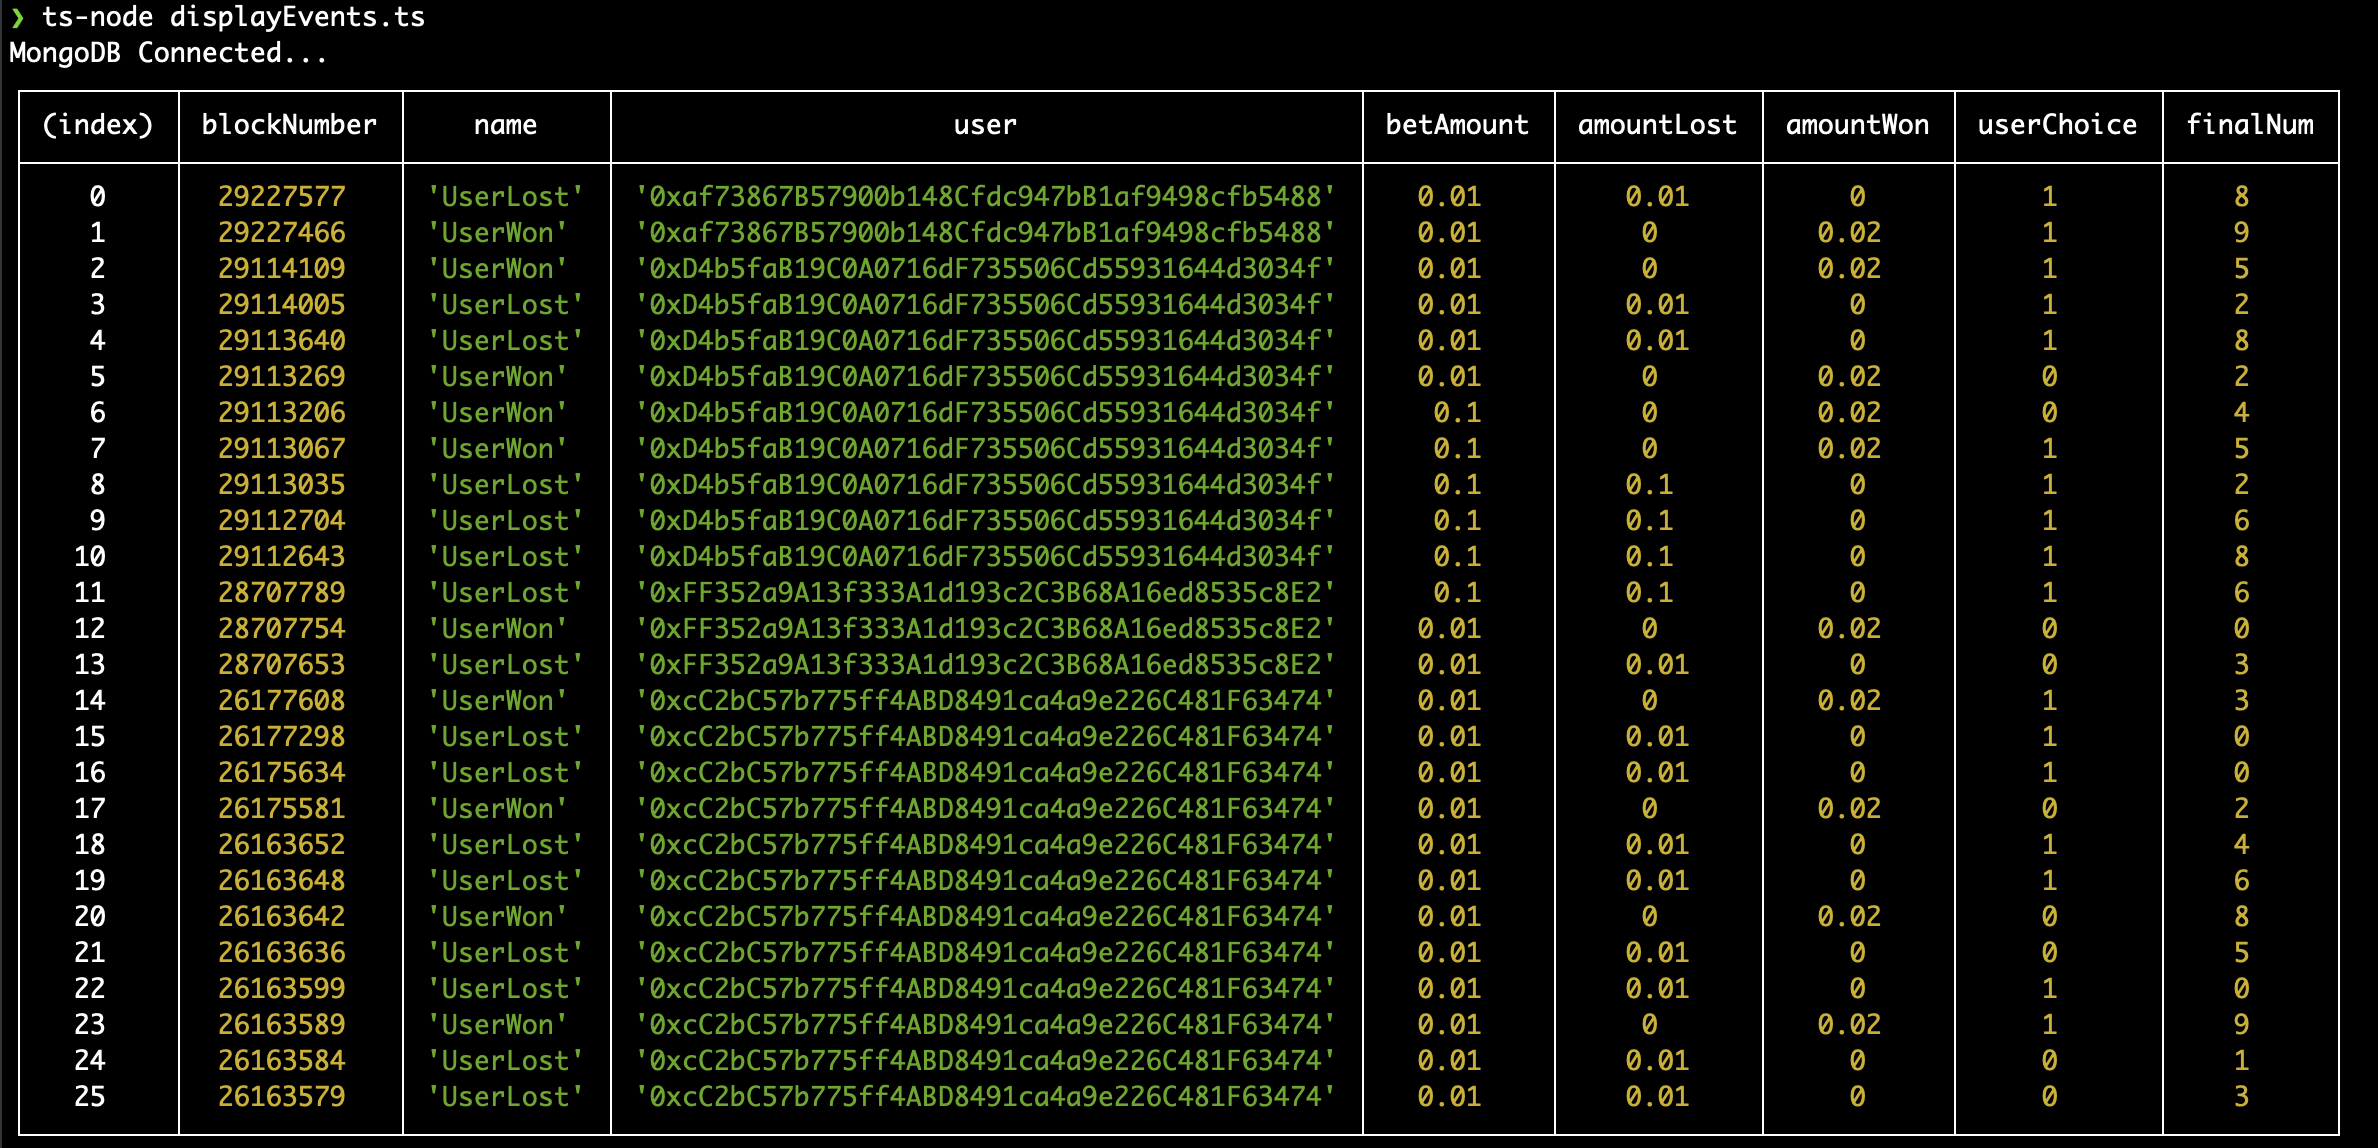 ❯ ts-node displayEvents.ts
MongoDB Connected...
(index) blockNumber name user betAmount amountLost amountWon userChoice finalNum
0 29227577 'UserLost' '0xaf73867B57900b148Cfdc947bB1af9498cfb5488' 0.01 0.01 0 1 8
1 29227466 'UserWon' '0xaf73867B57900b148Cfdc947bB1af9498cfb5488' 0.01 0 0.02 1 9
2 29114109 'UserWon' '0xD4b5faB19C0A0716dF735506Cd55931644d3034f' 0.01 0 0.02 1 5
3 29114005 'UserLost' '0xD4b5faB19C0A0716dF735506Cd55931644d3034f' 0.01 0.01 0 1 2
4 29113640 'UserLost' '0xD4b5faB19C0A0716dF735506Cd55931644d3034f' 0.01 0.01 0 1 8
5 29113269 'UserWon' '0xD4b5faB19C0A0716dF735506Cd55931644d3034f' 0.01 0 0.02 0 2
6 29113206 'UserWon' '0xD4b5faB19C0A0716dF735506Cd55931644d3034f' 0.1 0 0.02 0 4
7 29113067 'UserWon' '0xD4b5faB19C0A0716dF735506Cd55931644d3034f' 0.1 0 0.02 1 5
8 29113035 'UserLost' '0xD4b5faB19C0A0716dF735506Cd55931644d3034f' 0.1 0.1 0 1 2
9 29112704 'UserLost' '0xD4b5faB19C0A0716dF735506Cd55931644d3034f' 0.1 0.1 0 1 6
10 29112643 'UserLost' '0xD4b5faB19C0A0716dF735506Cd55931644d3034f' 0.1 0.1 0 1 8
11 28707789 'UserLost' '0xFF352a9A13f333A1d193c2C3B68A16ed8535c8E2' 0.1 0.1 0 1 6
12 28707754 'UserWon' '0xFF352a9A13f333A1d193c2C3B68A16ed8535c8E2' 0.01 0 0.02 0 0
13 28707653 'UserLost' '0xFF352a9A13f333A1d193c2C3B68A16ed8535c8E2' 0.01 0.01 0 0 3
14 26177608 'UserWon' '0xcC2bC57b775ff4ABD8491ca4a9e226C481F63474' 0.01 0 0.02 1 3
15 26177298 'UserLost' '0xcC2bC57b775ff4ABD8491ca4a9e226C481F63474' 0.01 0.01 0 1 0
16 26175634 'UserLost' '0xcC2bC57b775ff4ABD8491ca4a9e226C481F63474' 0.01 0.01 0 1 0
17 26175581 'UserWon' '0xcC2bC57b775ff4ABD8491ca4a9e226C481F63474' 0.01 0 0.02 0 2
18 26163652 'UserLost' '0xcC2bC57b775ff4ABD8491ca4a9e226C481F63474' 0.01 0.01 0 1 4
19 26163648 'UserLost' '0xcC2bC57b775ff4ABD8491ca4a9e226C481F63474' 0.01 0.01 0 1 6
20 26163642 'UserWon' '0xcC2bC57b775ff4ABD8491ca4a9e226C481F63474' 0.01 0 0.02 0 8
21 26163636 'UserLost' '0xcC2bC57b775ff4ABD8491ca4a9e226C481F63474' 0.01 0.01 0 0 5
22 26163599 'UserLost' '0xcC2bC57b775ff4ABD8491ca4a9e226C481F63474' 0.01 0.01 0 1 0
23 26163589 'UserWon' '0xcC2bC57b775ff4ABD8491ca4a9e226C481F63474' 0.01 0 0.02 1 9
24 26163584 'UserLost' '0xcC2bC57b775ff4ABD8491ca4a9e226C481F63474' 0.01 0.01 0 0 1
25 26163579 'UserLost' '0xcC2bC57b775ff4ABD8491ca4a9e226C481F63474' 0.01 0.01 0 0 3